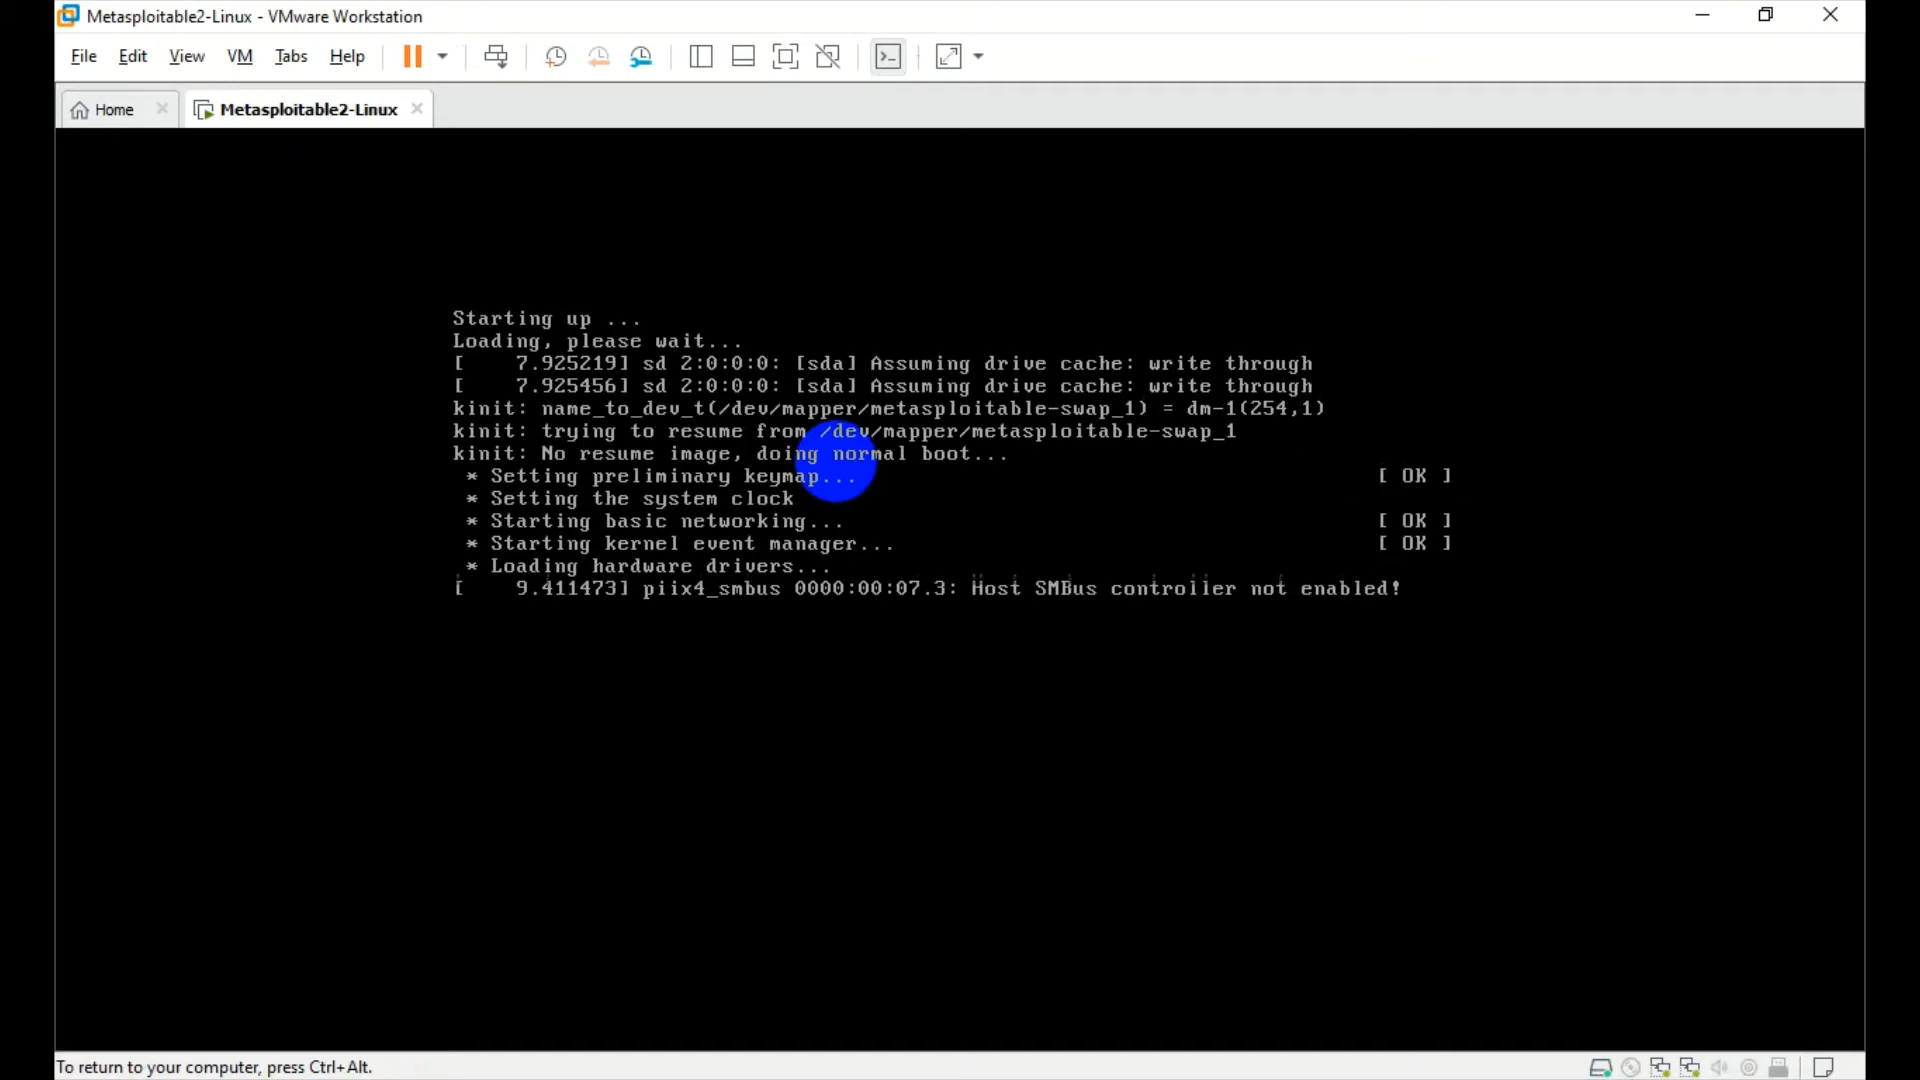 Metasploitable2-Linux - VMware Workstation
File Edit View VM Tabs Help
Home Metasploitable2-Linux
Starting up ...
Loading, please wait...
[    7.925219] sd 2:0:0:0: [sda] Assuming drive cache: write through
[    7.925456] sd 2:0:0:0: [sda] Assuming drive cache: write through
kinit: name_to_dev_t(/dev/mapper/metasploitable-swap_1) = dm-1(254,1)
kinit: trying to resume from /dev/mapper/metasploitable-swap_1
kinit: No resume image, doing normal boot...
* Setting preliminary keymap... [ OK ]
* Setting the system clock
* Starting basic networking... [ OK ]
* Starting kernel event manager... [ OK ]
* Loading hardware drivers...
[    9.411473] piix4_smbus 0000:00:07.3: Host SMBus controller not enabled!
To return to your computer, press Ctrl+Alt.